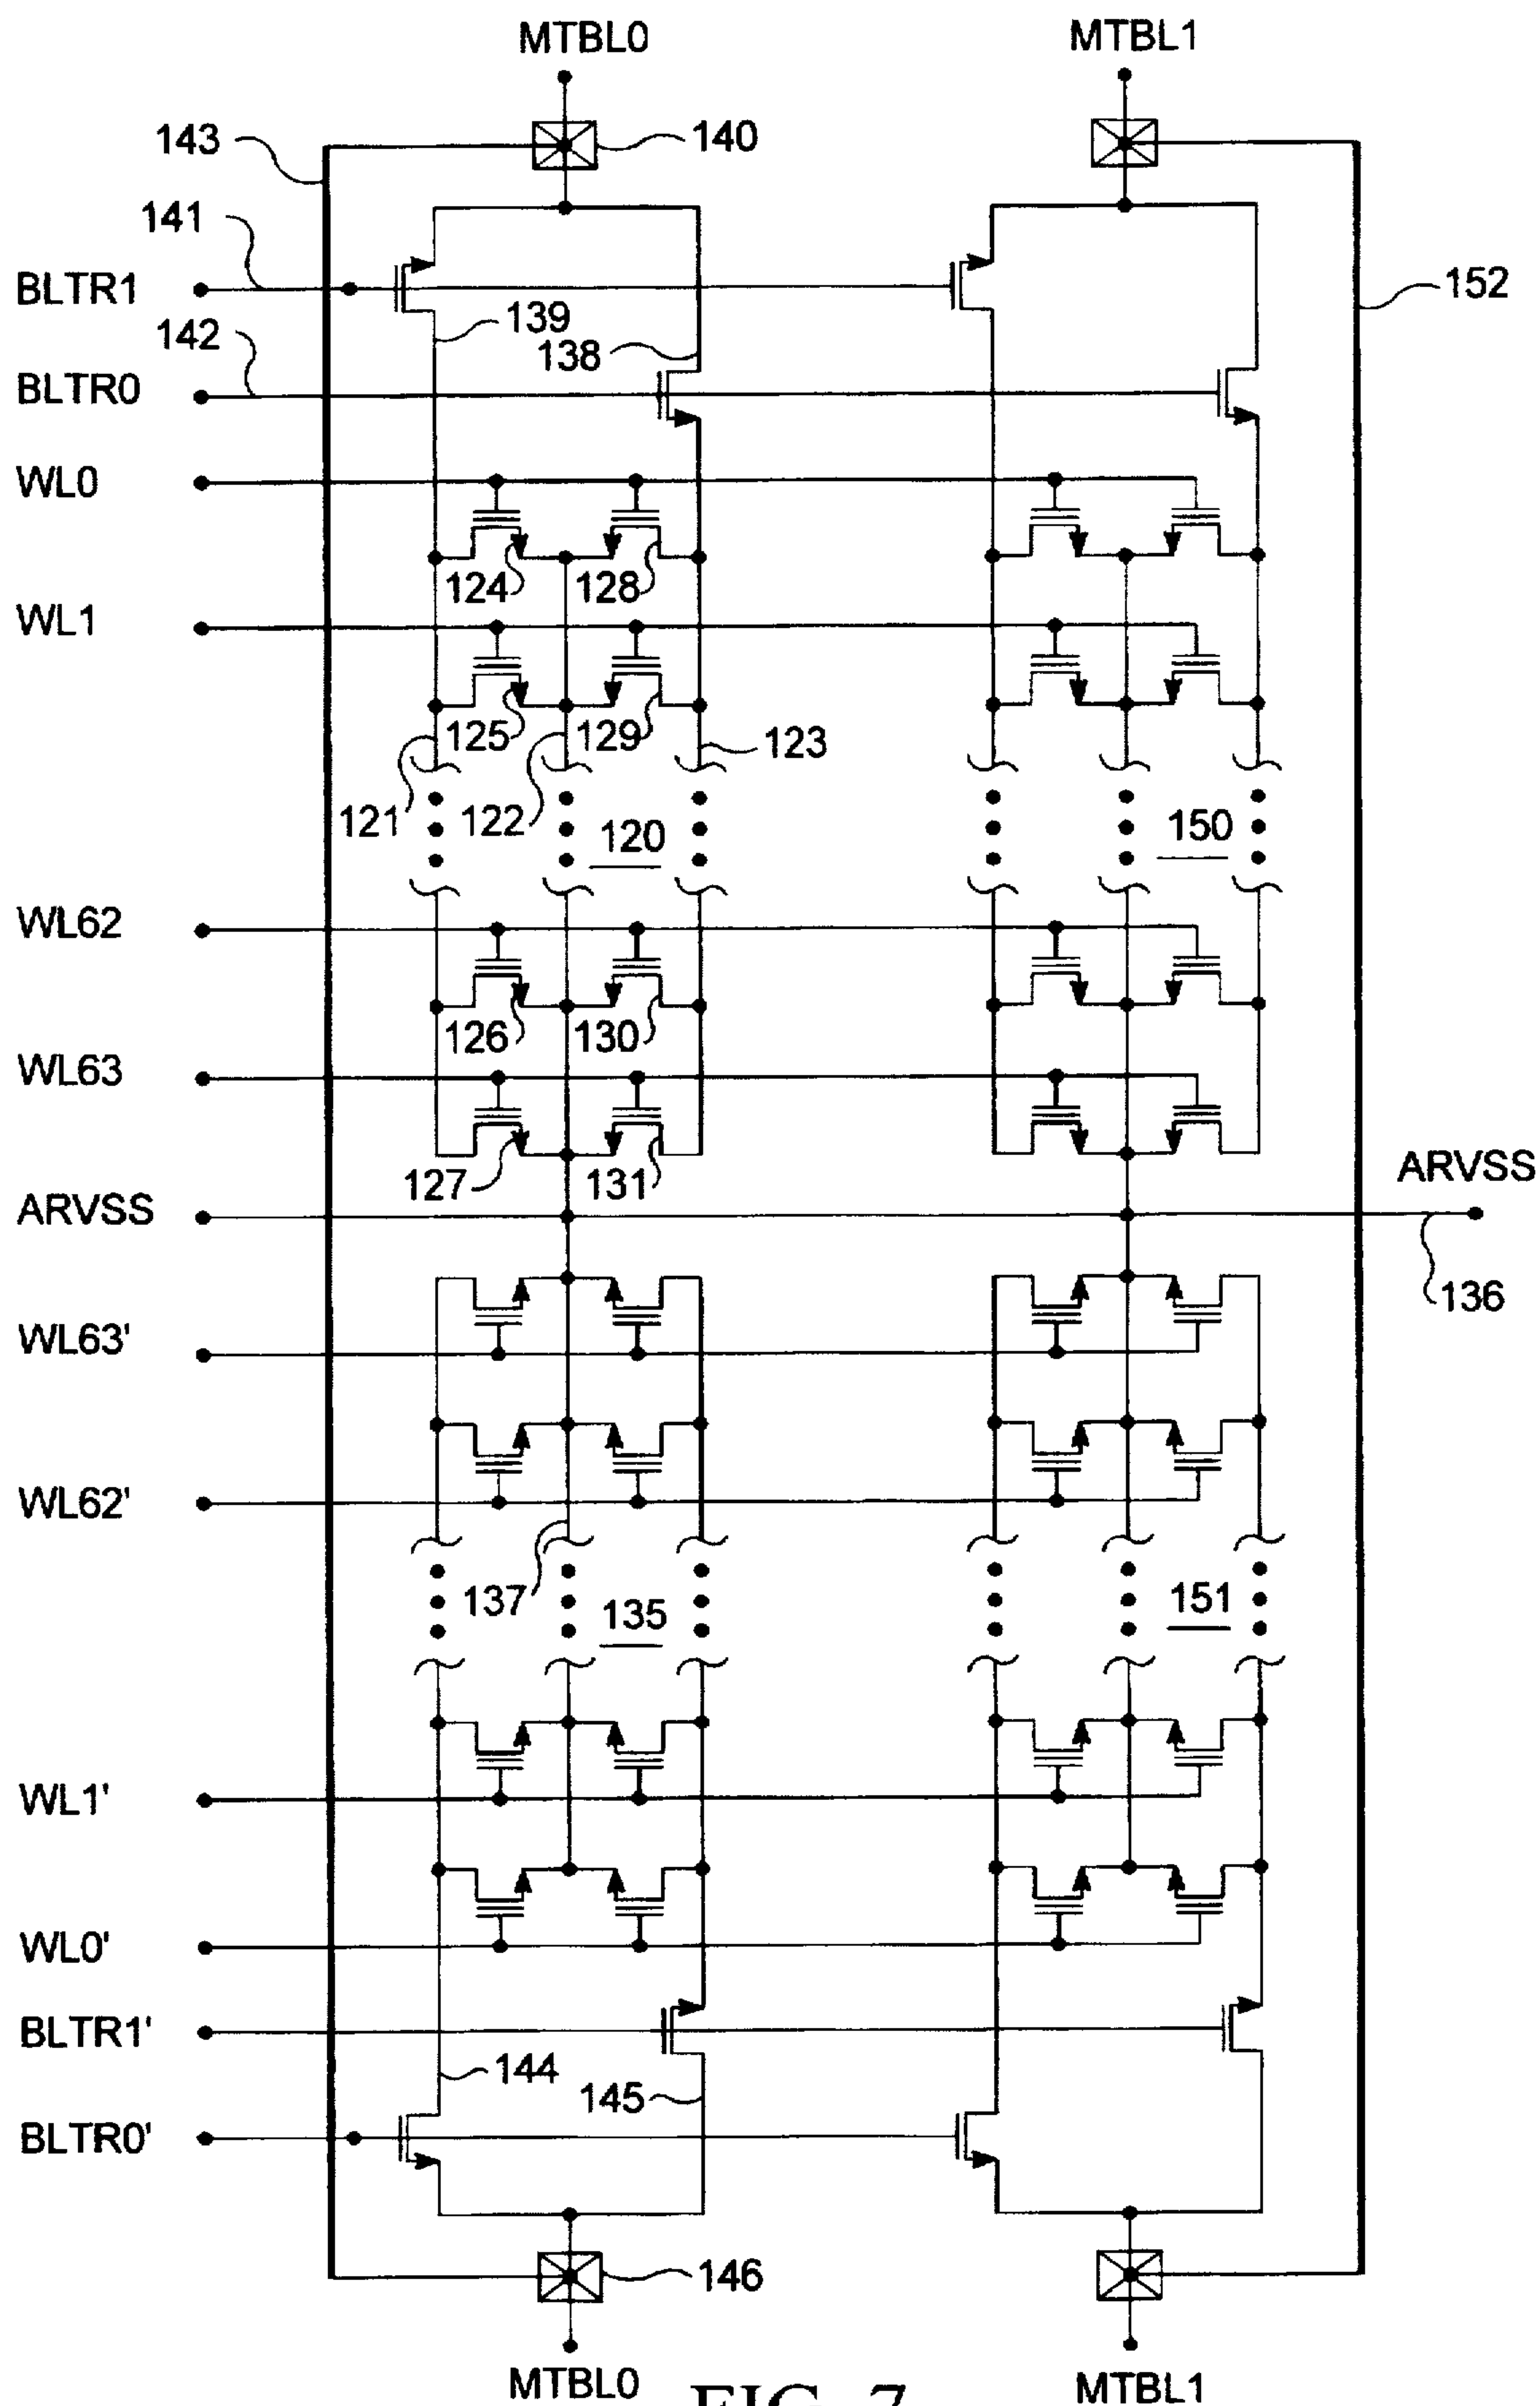 MTBL0 MTBL1
143 140
141
BLTR1 152
142 139
138
BLTR0
WL0
124 128
WL1
125 129 123
121 122 120 150
WL62
126 130
WL63
127 131 ARVSS
ARVSS
136
WL63'
WL62'
137 135 151
WL1'
WL0'
BLTR1'
144
145
BLTR0'
146
MTBL0 FIG. 7 MTBL1